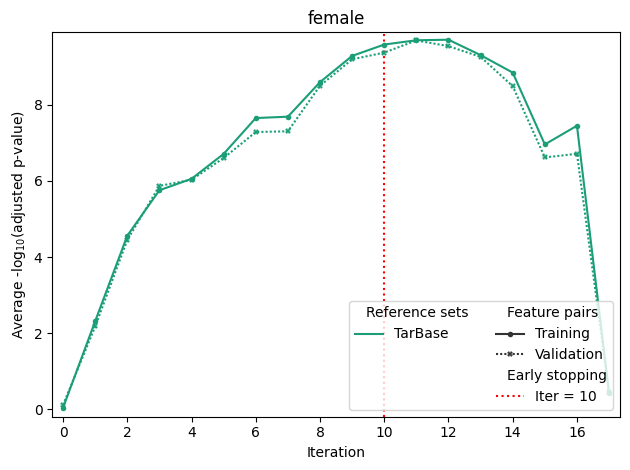 female
Average -log10(adjusted p-value)
8
6
4
2
0
Reference sets
TarBase
Feature pairs
Training
Validation
Early stopping
Iter = 10
0 2 4 6 8 10 12 14 16
Iteration